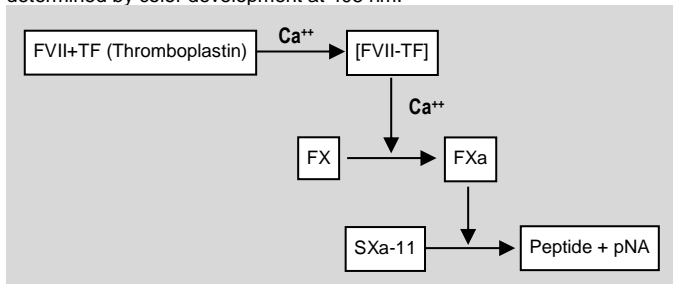 determined by color development at 405 nm.
FVII+TF (Thromboplastin)
Ca⁺⁺
[FVII-TF]
Ca⁺⁺
FX
FXa
SXa-11
Peptide + pNA